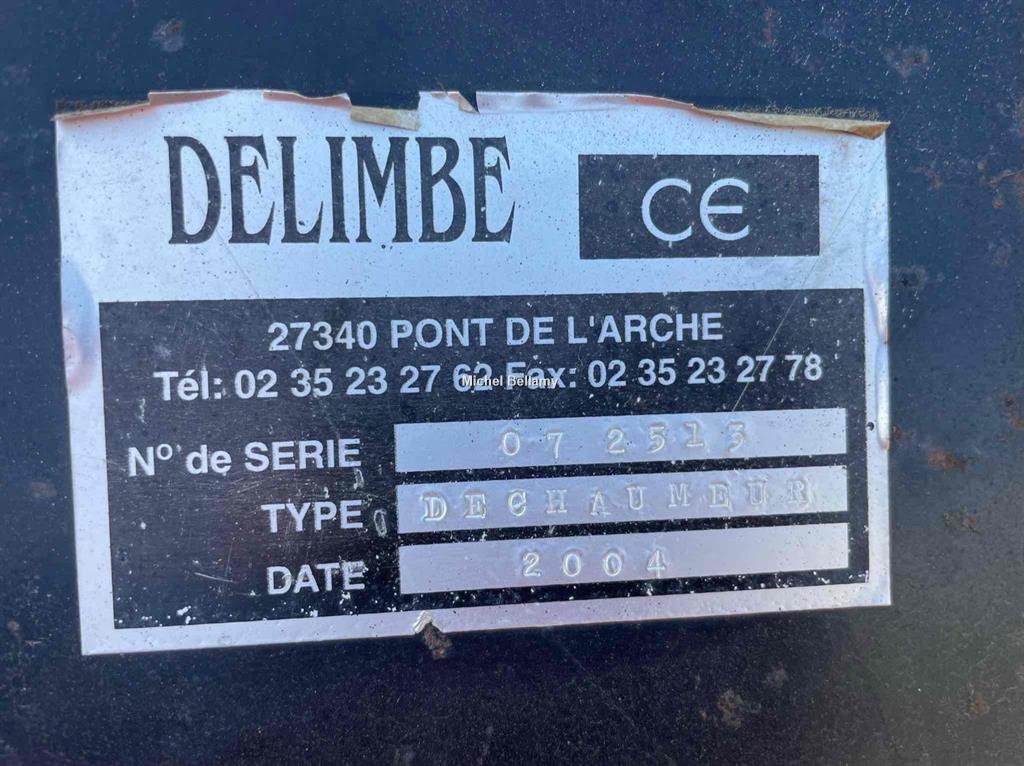 DELIMBE CE
27340 PONT DE L'ARCHE
Tél: 02 35 23 27 62 Fax: 02 35 23 27 78
Michel Bellamy
Nº de SERIE 07 2513
TYPE DECHAUMEUR
DATE 2004